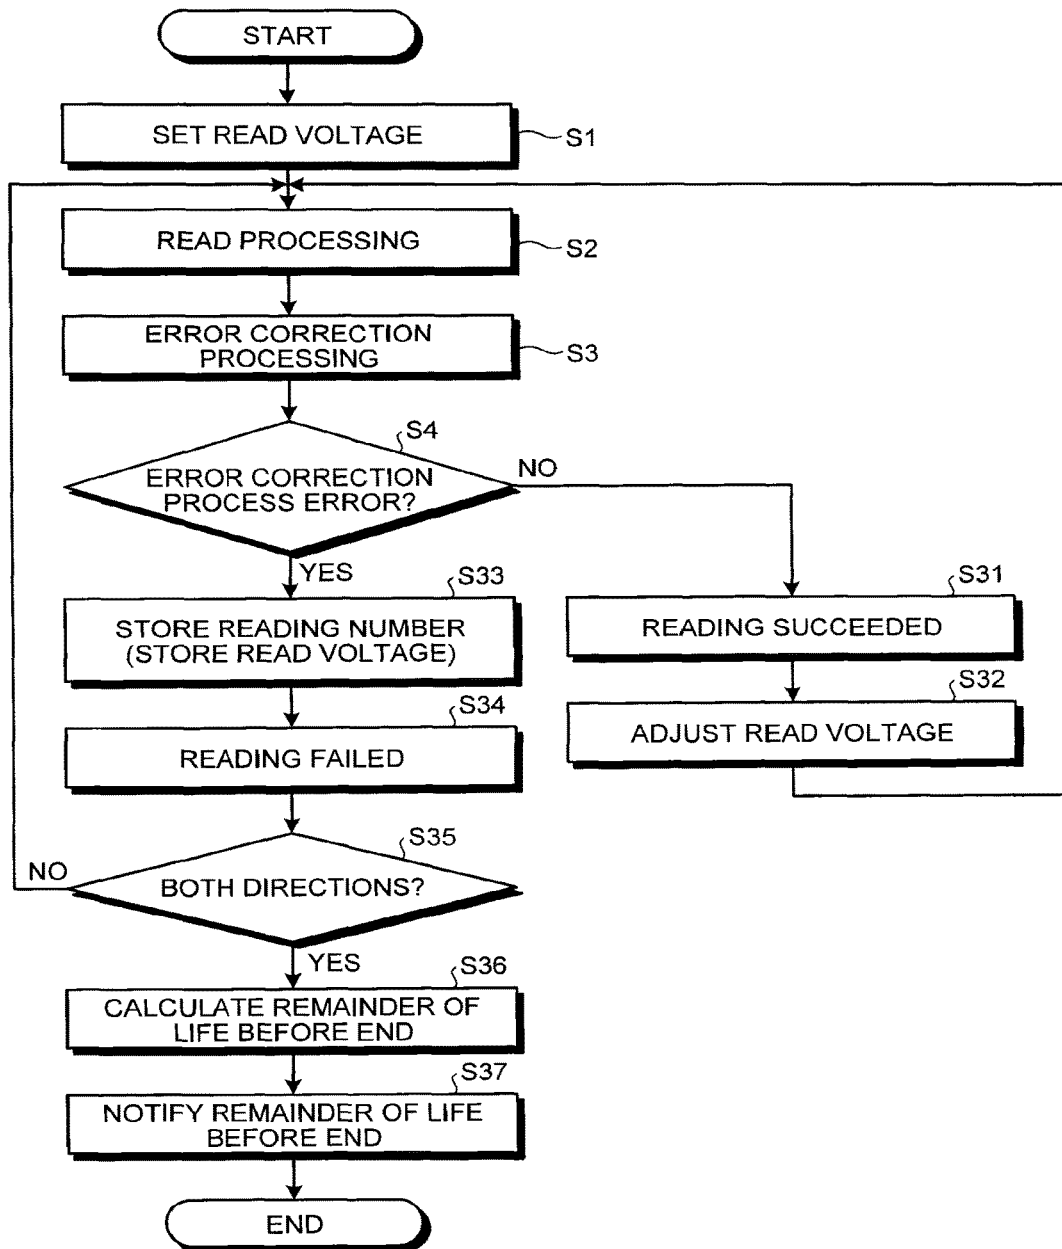 START
SET READ VOLTAGE
S1
READ PROCESSING
S2
ERROR CORRECTION
PROCESSING
S3
S4
ERROR CORRECTION
PROCESS ERROR?
NO
YES
S33
STORE READING NUMBER
(STORE READ VOLTAGE)
S31
READING SUCCEEDED
S34
READING FAILED
S32
ADJUST READ VOLTAGE
S35
NO
BOTH DIRECTIONS?
YES
S36
CALCULATE REMAINDER OF
LIFE BEFORE END
S37
NOTIFY REMAINDER OF LIFE
BEFORE END
END